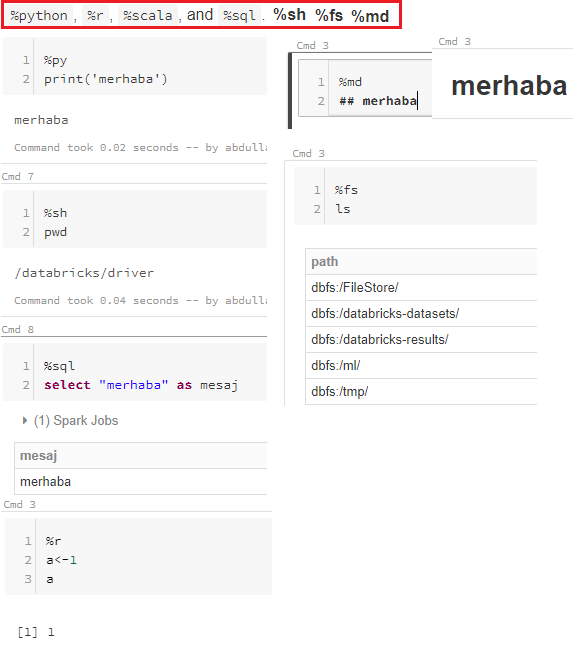 %python, %r, %scala, and %sql. %sh %fs %md
1 %py
2 print('merhaba')
merhaba
Command took 0.02 seconds -- by abdulla
Cmd 7
1 %sh
2 pwd
/databricks/driver
Command took 0.04 seconds -- by abdulla
Cmd 8
1 %sql
2 select "merhaba" as mesaj
(1) Spark Jobs
mesaj
merhaba
Cmd 3
1 %r
2 a<-1
3 a
[1] 1
Cmd 3
1 %md
2 ## merhaba
Cmd 3
merhaba
Cmd 3
1 %fs
2 ls
path
dbfs:/FileStore/
dbfs:/databricks-datasets/
dbfs:/databricks-results/
dbfs:/ml/
dbfs:/tmp/